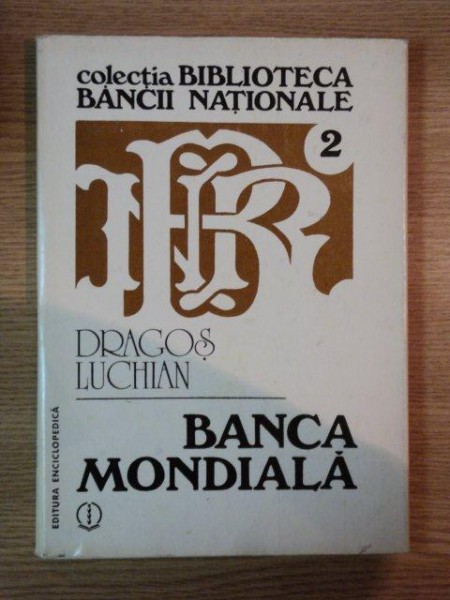 colecția BIBLIOTECA
BĂNCII NAȚIONALE
2
DRAGOȘ
LUCHIAN
BANCA
MONDIALĂ
EDITURA ENCICLOPEDICĂ